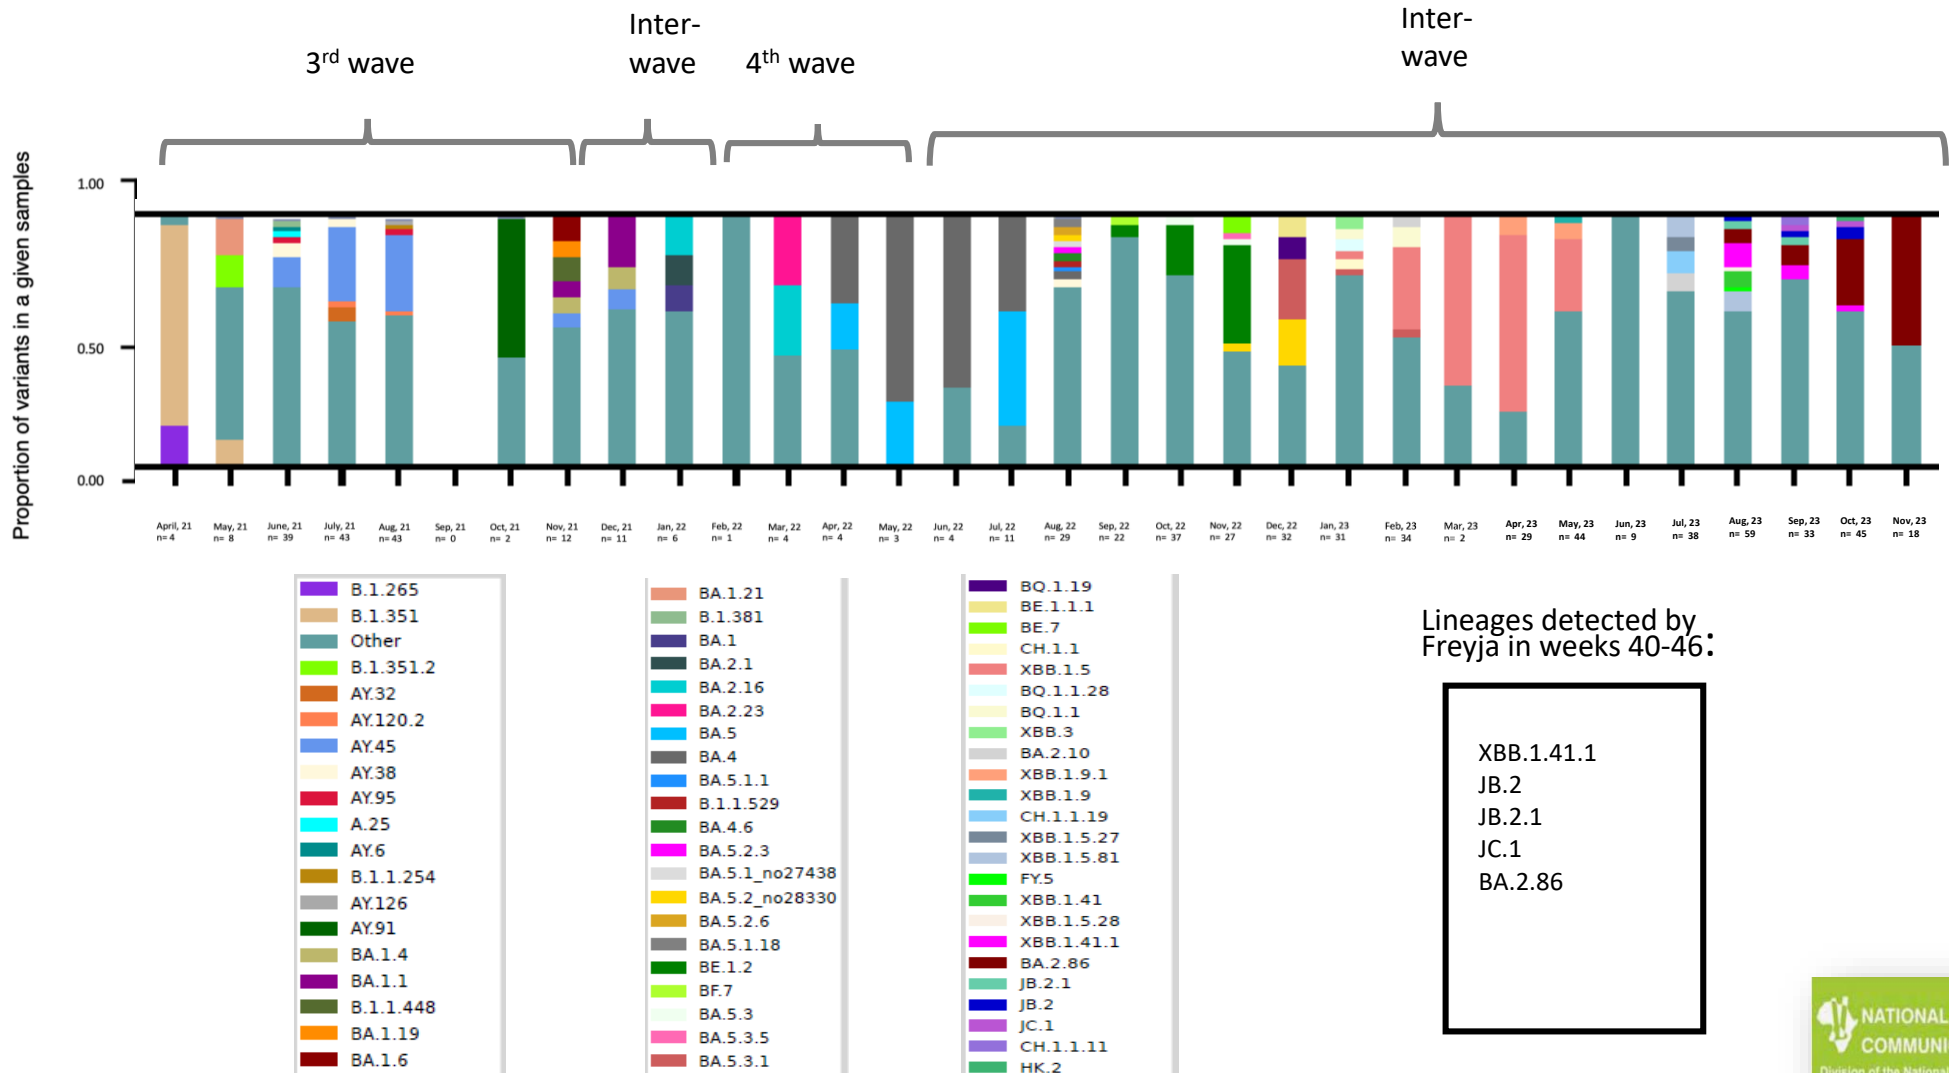 3rd wave
Inter-
wave
4th wave
Inter-
wave
Proportion of variants in a given samples
1.00
0.50
0.00
April, 21
n= 4
May, 21
n= 8
June, 21
n= 39
July, 21
n= 43
Aug, 21
n= 43
Sep, 21
n= 0
Oct, 21
n= 2
Nov, 21
n= 12
Dec, 21
n= 11
Jan, 22
n= 6
Feb, 22
n= 1
Mar, 22
n= 4
Apr, 22
n= 4
May, 22
n= 3
Jun, 22
n= 4
Jul, 22
n= 11
Aug, 22
n= 29
Sep, 22
n= 22
Oct, 22
n= 37
Nov, 22
n= 27
Dec, 22
n= 32
Jan, 23
n= 31
Feb, 23
n= 34
Mar, 23
n= 2
Apr, 23
n= 29
May, 23
n= 44
Jun, 23
n= 9
Jul, 23
n= 38
Aug, 23
n= 59
Sep, 23
n= 33
Oct, 23
n= 45
Nov, 23
n= 18
B.1.265
B.1.351
Other
B.1.351.2
AY.32
AY.120.2
AY.45
AY.38
AY.95
A.25
AY.6
B.1.1.254
AY.126
AY.91
BA.1.4
BA.1.1
B.1.1.448
BA.1.19
BA.1.6
BA.1.21
B.1.381
BA.1
BA.2.1
BA.2.16
BA.2.23
BA.5
BA.4
BA.5.1.1
B.1.1.529
BA.4.6
BA.5.2.3
BA.5.1_no27438
BA.5.2_no28330
BA.5.2.6
BA.5.1.18
BE.1.2
BF.7
BA.5.3
BA.5.3.5
BA.5.3.1
BQ.1.19
BE.1.1.1
BE.7
CH.1.1
XBB.1.5
BQ.1.1.28
BQ.1.1
XBB.3
BA.2.10
XBB.1.9.1
XBB.1.9
CH.1.1.19
XBB.1.5.27
XBB.1.5.81
FY.5
XBB.1.41
XBB.1.5.28
XBB.1.41.1
BA.2.86
JB.2.1
JB.2
JC.1
CH.1.1.11
HK.2
Lineages detected by
Freyja in weeks 40-46:
XBB.1.41.1
JB.2
JB.2.1
JC.1
BA.2.86
NATIONAL
COMMUNI
Division of the National